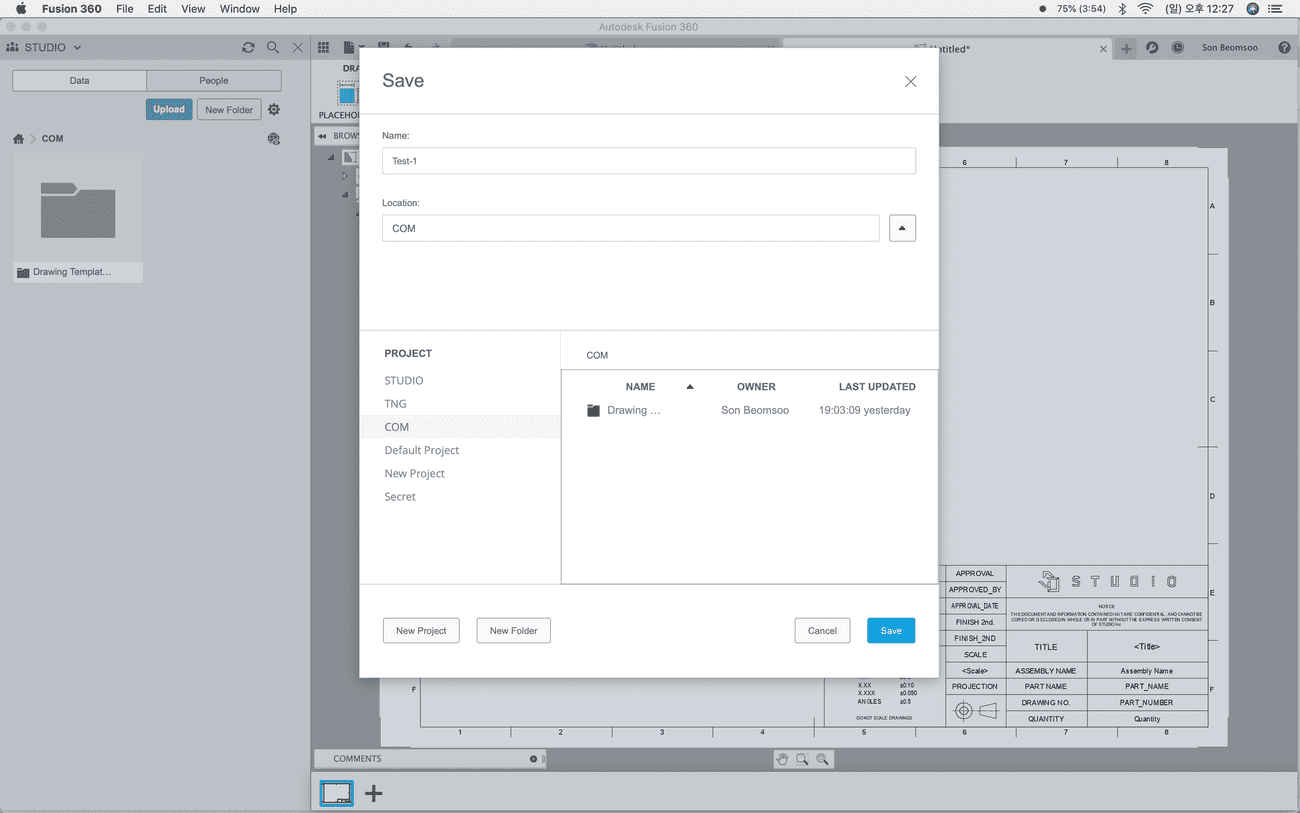 Fusion 360 File Edit View Window Help 75% (3:54) (일) 오후 12:27
Autodesk Fusion 360
STUDIO
Untitled*
Son Beomsoo
Data People
Upload New Folder
COM
Drawing Templat...
DRA
PLACEHO
BROWS
Save
Name:
Test-1
Location:
COM
PROJECT
STUDIO
TNG
COM
Default Project
New Project
Secret
COM
NAME OWNER LAST UPDATED
Drawing ... Son Beomsoo 19:03:09 yesterday
New Project New Folder Cancel Save
6 7 8
A
B
C
D
E
F
F
APPROVAL
APPROVED_BY
APPROVAL_DATE
FINISH 2nd.
FINISH_2ND
SCALE
<Scale>
PROJECTION
STUDIO
NOTICE
THIS DOCUMENT AND INFORMATION CONTAINED IN IT ARE CONFIDENTIAL, AND CANNOT BE
COPIED OR DISCLOSED IN WHOLE OR IN PART WITHOUT THE EXPRESS WRITTEN CONSENT
OF STUDIO Inc.
TITLE <Title>
ASSEMBLY NAME Assembly Name
PART NAME PART_NAME
DRAWING NO. PART_NUMBER
QUANTITY Quantity
X.XX ±0.10
X.XXX ±0.050
ANGLES ±0.5
DO NOT SCALE DRAWINGS
1 2 3 4 5 6 7 8
COMMENTS